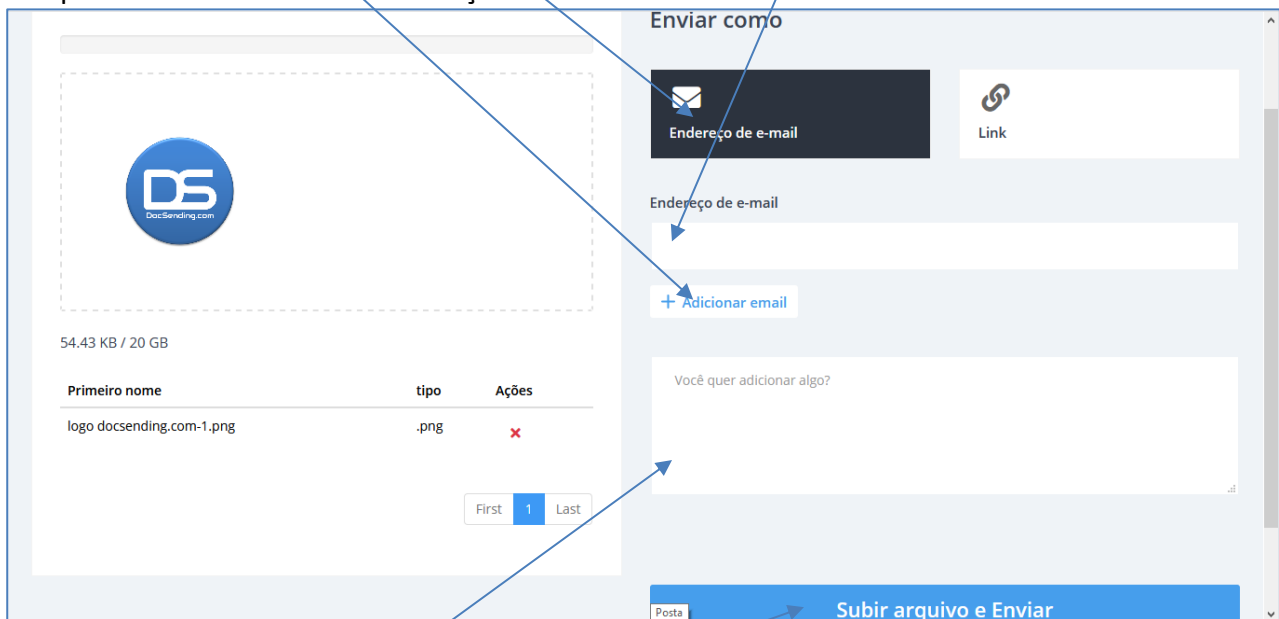 Enviar como
Endereço de e-mail
Link
DS
DocSending.com
Endereço de e-mail
+ Adicionar email
54.43 KB / 20 GB
Primeiro nome tipo Ações
logo docsending.com-1.png .png
Você quer adicionar algo?
First 1 Last
Posta
Subir arquivo e Enviar